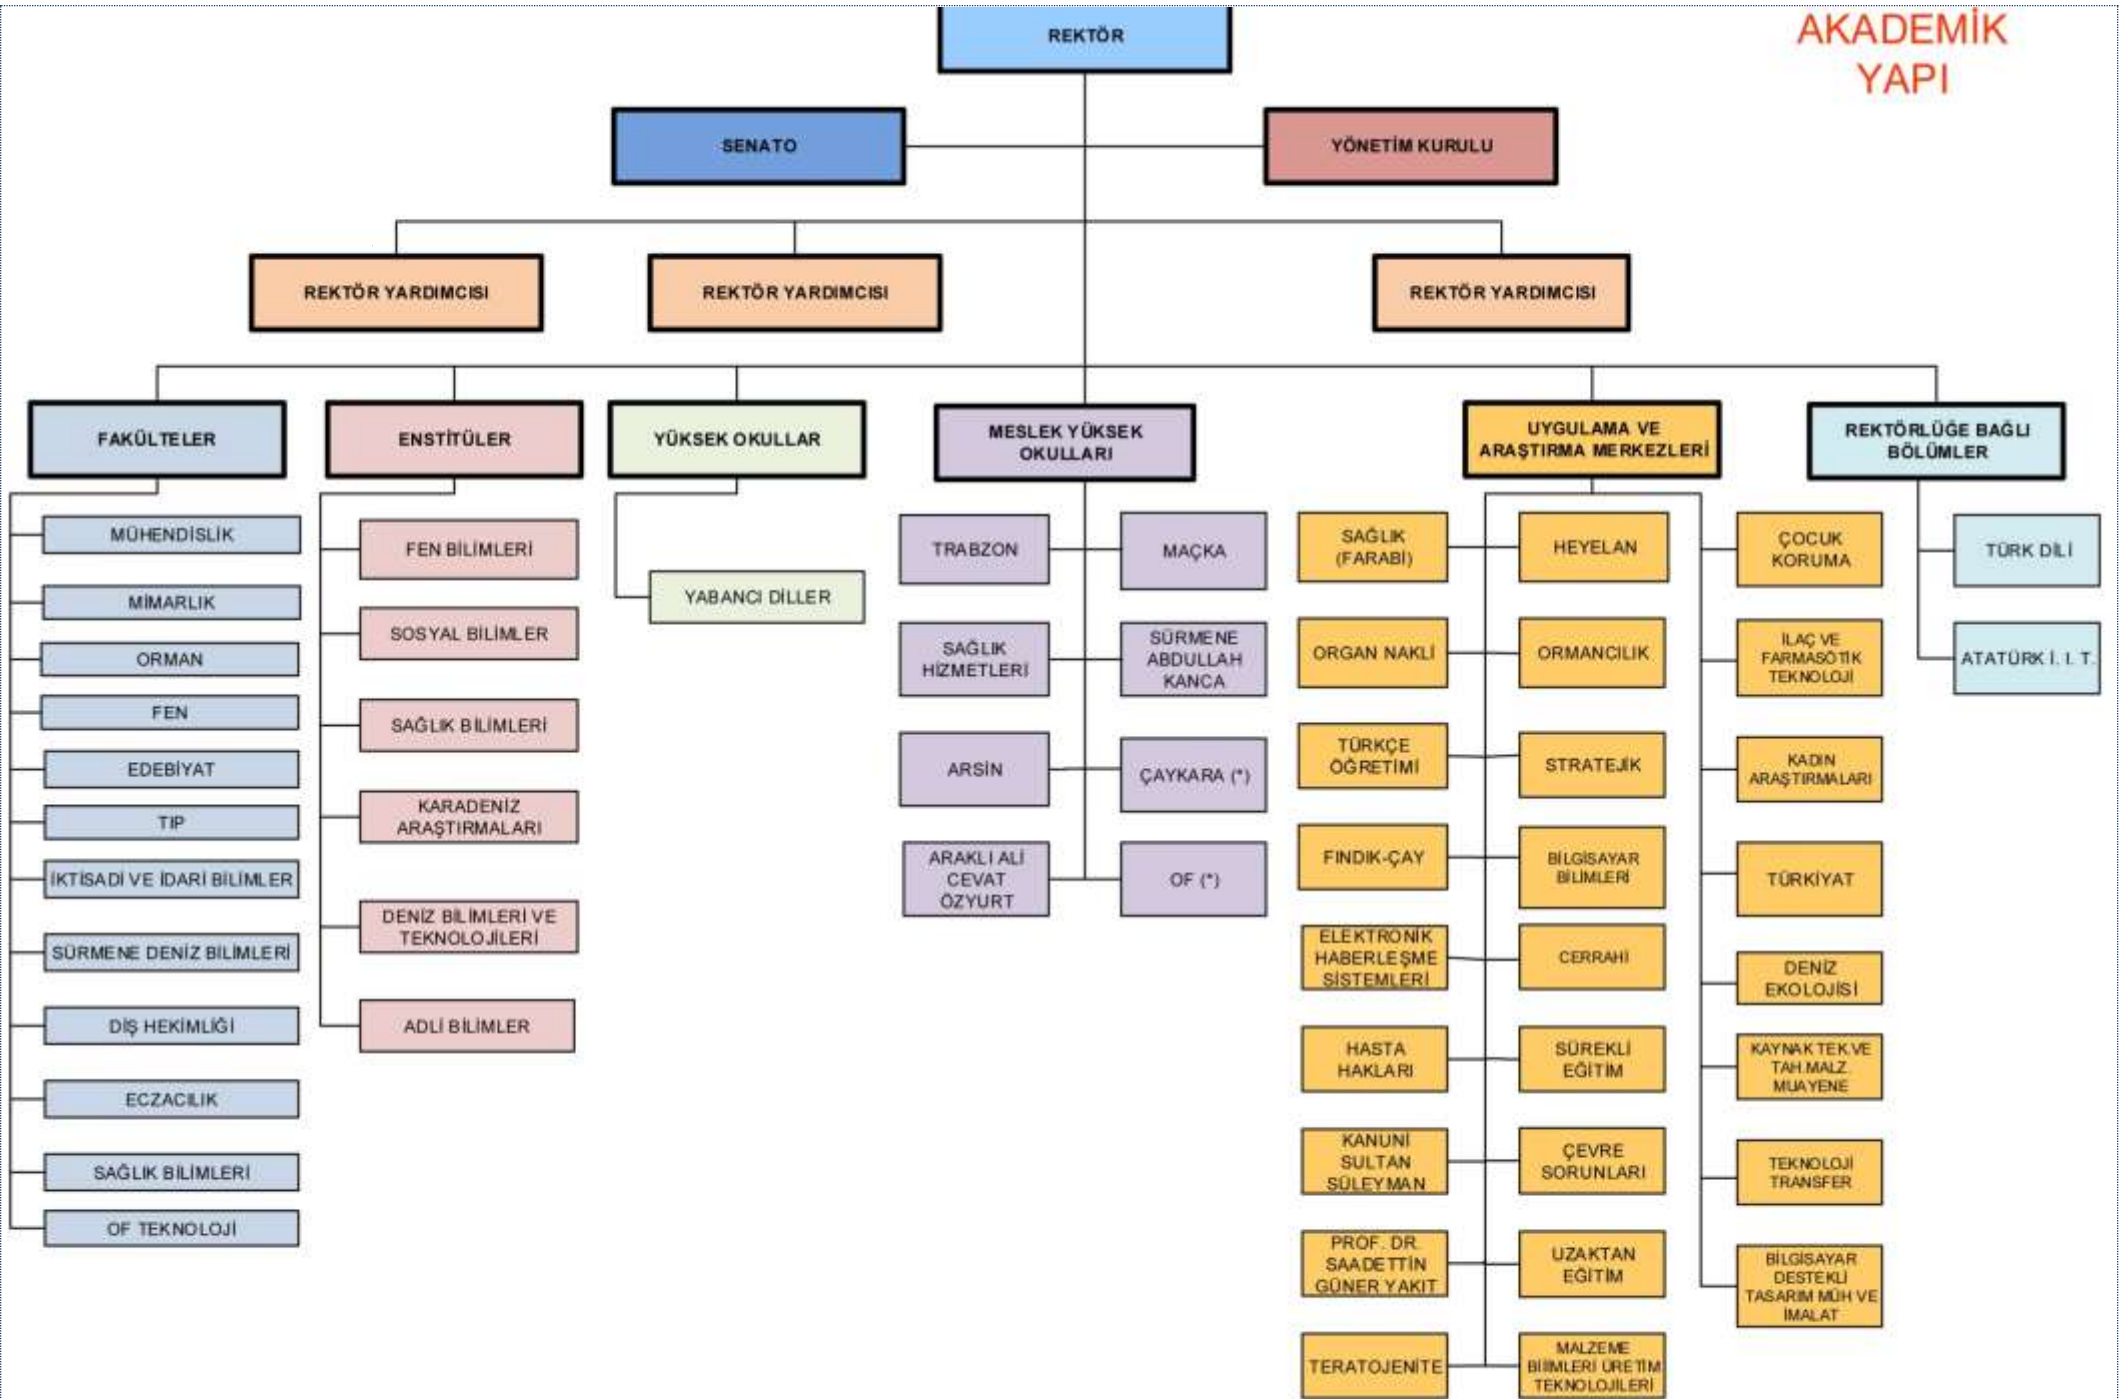 AKADEMİK
YAPI
REKTÖR
SENATO
YÖNETİM KURULU
REKTÖR YARDIMCISI
REKTÖR YARDIMCISI
REKTÖR YARDIMCISI
FAKÜLTELER
MÜHENDİSLİK
MİMARLIK
ORMAN
FEN
EDEBİYAT
TIP
İKTİSADİ VE İDARİ BİLİMLER
SÜRMENE DENİZ BİLİMLERİ
DİŞ HEKİMLİĞİ
ECZACILIK
SAĞLIK BİLİMLERİ
OF TEKNOLOJİ
ENSTİTÜLER
FEN BİLİMLERİ
SOSYAL BİLİMLER
SAĞLIK BİLİMLERİ
KARADENİZ
ARAŞTIRMALARI
DENİZ BİLİMLERİ VE
TEKNOLOJİLERİ
ADLİ BİLİMLER
YÜKSEK OKULLAR
YABANCI DİLLER
MESLEK YÜKSEK
OKULLARI
TRABZON
MAÇKA
SAĞLIK
HİZMETLERİ
SÜRMENE
ABDULLAH
KANCA
ARSİN
ÇAYKARA (*)
ARAKLI ALİ
CEVAT
ÖZYURT
OF (*)
UYGULAMA VE
ARAŞTIRMA MERKEZLERİ
SAĞLIK
(FARABİ)
HEYELAN
ÇOCUK
KORUMA
ORGAN NAKLİ
ORMANCILIK
İLAÇ VE
FARMASÖTİK
TEKNOLOJİ
TÜRKÇE
ÖĞRETİMİ
STRATEJİK
KADIN
ARAŞTIRMALARI
FINDIK-ÇAY
BİLGİSAYAR
BİLİMLERİ
TÜRKİYAT
ELEKTRONİK
HABERLEŞME
SİSTEMLERİ
CERRAHİ
DENİZ
EKOLOJİSİ
HASTA
HAKLARI
SÜREKLİ
EĞİTİM
KAYNAK TEK.VE
TAH.MALZ.
MUAYENE
KANUNİ
SULTAN
SÜLEYMAN
ÇEVRE
SORUNLARI
TEKNOLOJİ
TRANSFER
PROF. DR.
SAADETTİN
GÜNER YAKIT
UZAKTAN
EĞİTİM
BİLGİSAYAR
DESTEKLİ
TASARIM MÜH VE
İMALAT
TERATOJENİTE
MALZEME
BİLİMLERİ ÜRETİM
TEKNOLOJİLERİ
REKTÖRLÜĞE BAĞLI
BÖLÜMLER
TÜRK DİLİ
ATATÜRK İ. İ. T.